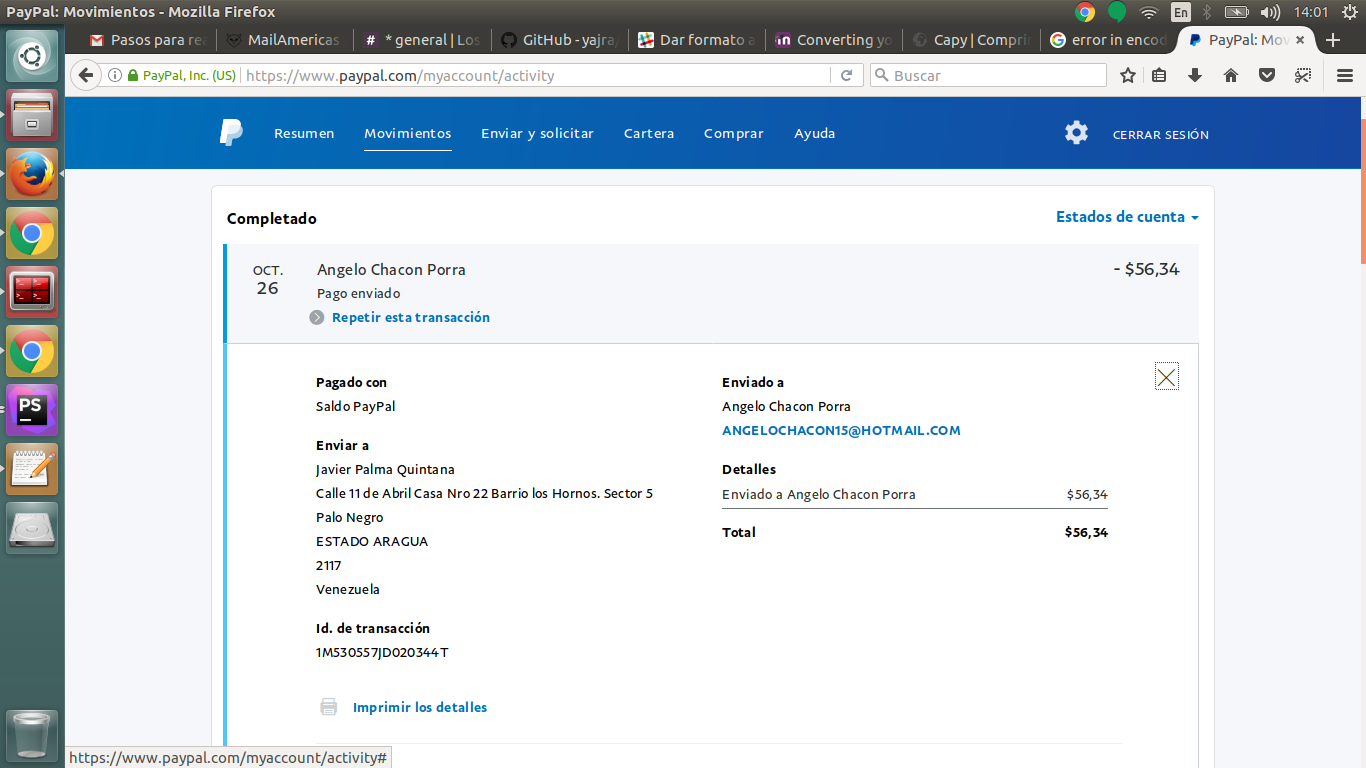 PayPal: Movimientos - Mozilla Firefox
En
14:01
Pasos para rea
MailAmericas
* general | Los
GitHub - yajra/
Dar formato a
Converting yo
Capy | Compri
error in encod
PayPal: Mov
PayPal, Inc. (US)
https://www.paypal.com/myaccount/activity
Buscar
Resumen
Movimientos
Enviar y solicitar
Cartera
Comprar
Ayuda
CERRAR SESIÓN
Completado
Estados de cuenta
OCT.
26
Angelo Chacon Porra
- $56,34
Pago enviado
Repetir esta transacción
Pagado con
Saldo PayPal
Enviar a
Javier Palma Quintana
Calle 11 de Abril Casa Nro 22 Barrio los Hornos. Sector 5
Palo Negro
ESTADO ARAGUA
2117
Venezuela
Id. de transacción
1M530557JD020344T
Imprimir los detalles
Enviado a
Angelo Chacon Porra
ANGELOCHACON15@HOTMAIL.COM
Detalles
Enviado a Angelo Chacon Porra $56,34
Total $56,34
PS
https://www.paypal.com/myaccount/activity#